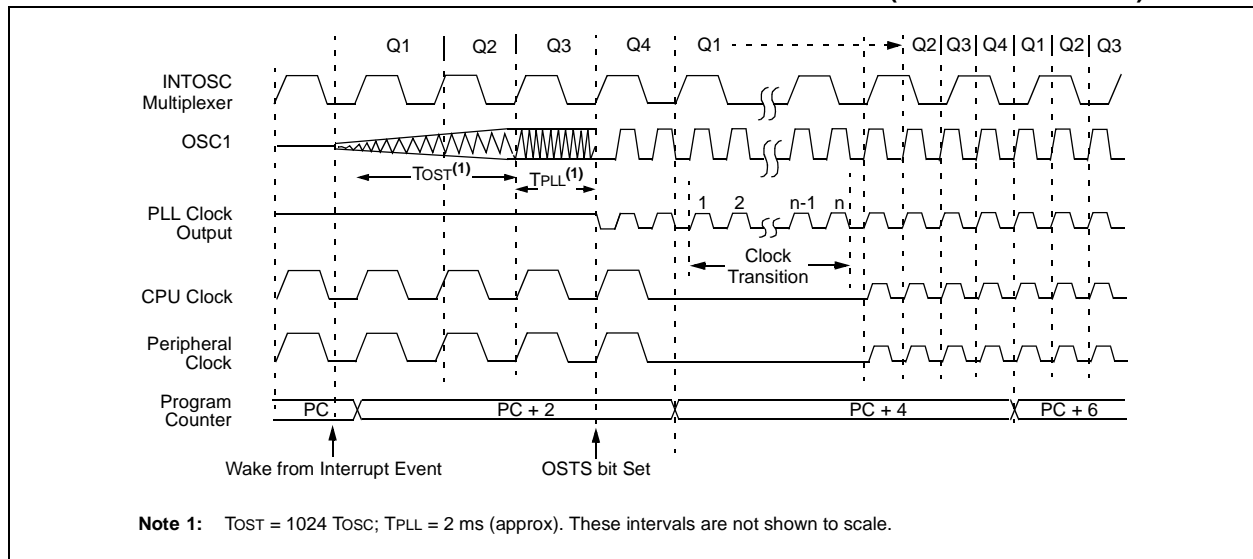 Q1 Q2 Q3 Q4 Q1 Q2 Q3 Q4 Q1 Q2 Q3
INTOSC
Multiplexer
OSC1
TOST(1)
TPLL(1)
1 2 n-1 n
PLL Clock
Output
Clock
Transition
CPU Clock
Peripheral
Clock
Program
Counter
PC PC + 2 PC + 4 PC + 6
Wake from Interrupt Event OSTS bit Set
Note 1: TOST = 1024 TOSC; TPLL = 2 ms (approx). These intervals are not shown to scale.